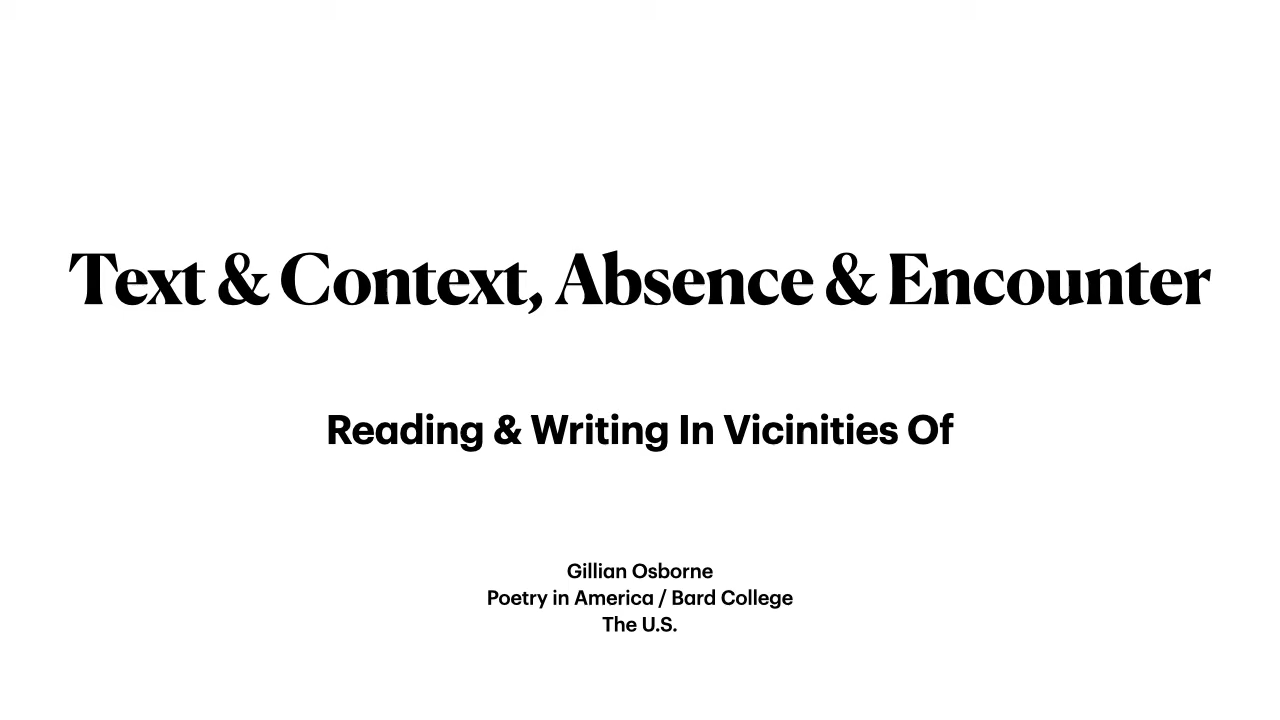 Text & Context, Absence & Encounter
Reading & Writing In Vicinities Of
Gillian Osborne
Poetry in America / Bard College
The U.S.